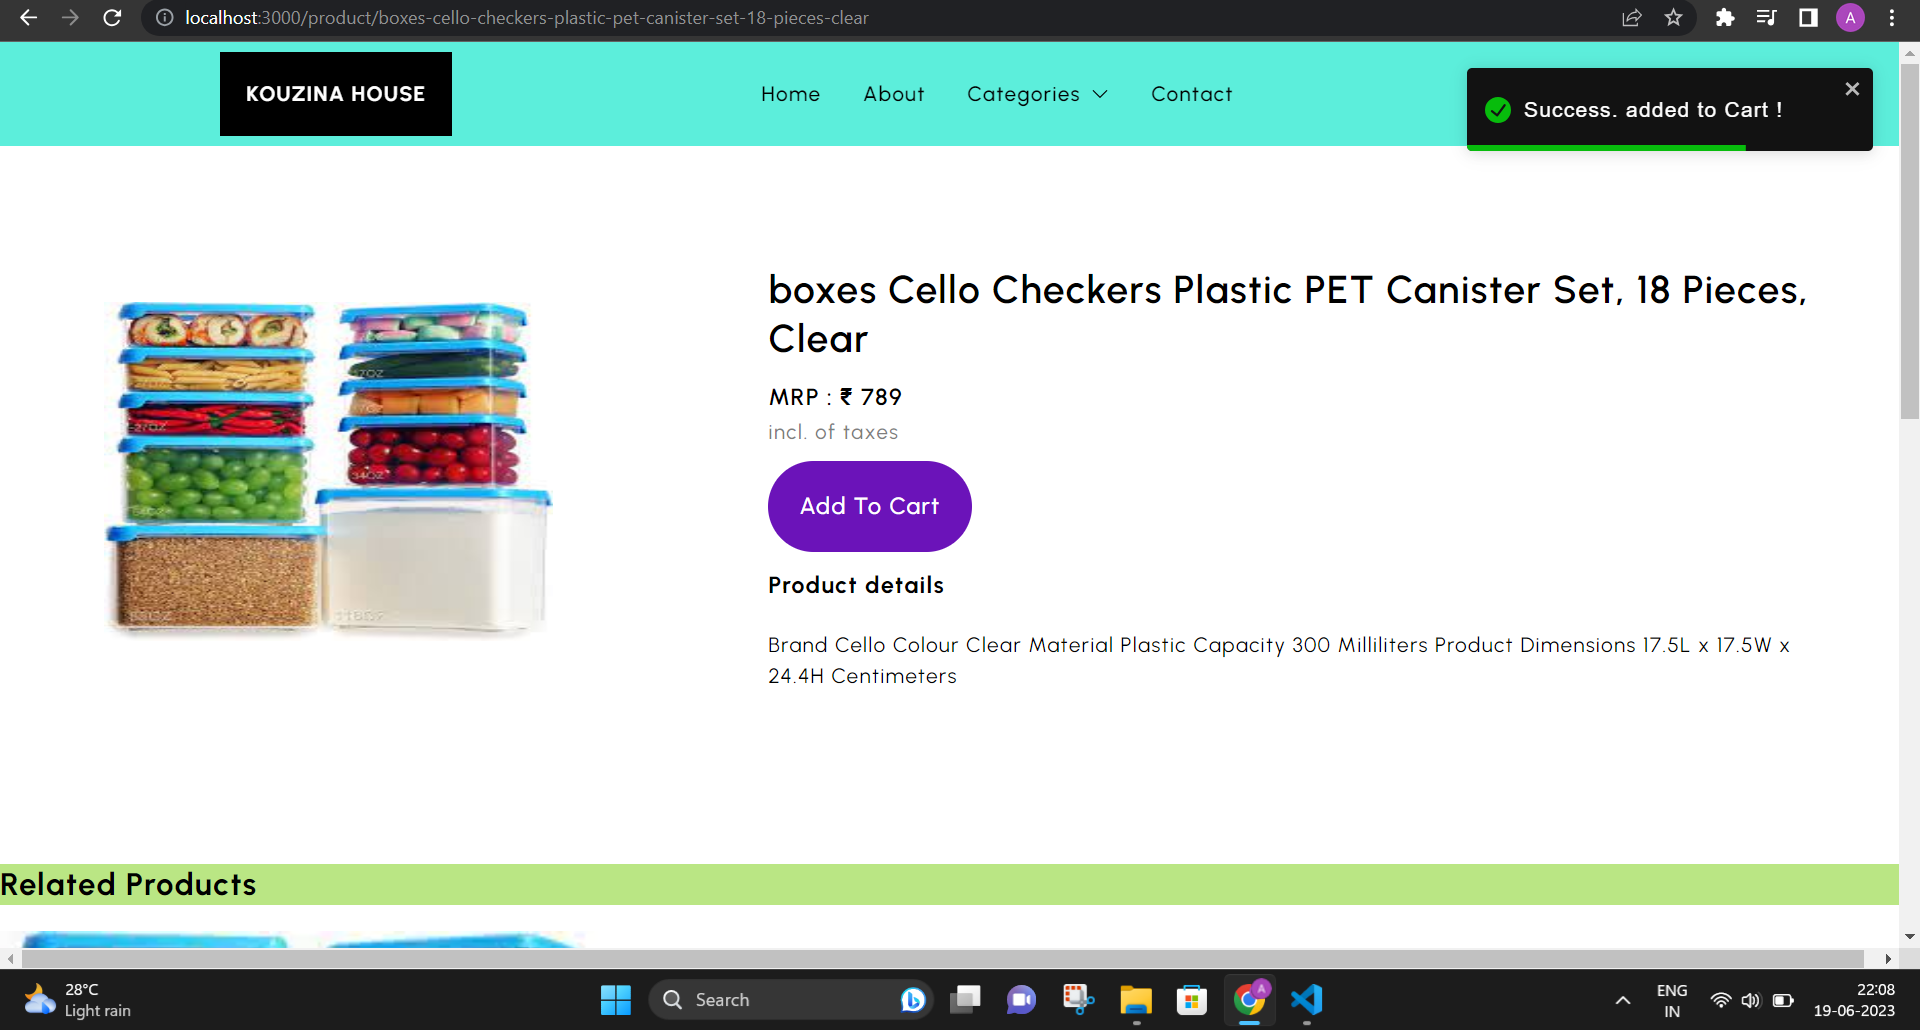 localhost:3000/product/boxes-cello-checkers-plastic-pet-canister-set-18-pieces-clear
A
KOUZINA HOUSE
Home About Categories Contact
Success. added to Cart !
boxes Cello Checkers Plastic PET Canister Set, 18 Pieces,
Clear
MRP : ₹ 789
incl. of taxes
Add To Cart
Product details
Brand Cello Colour Clear Material Plastic Capacity 300 Milliliters Product Dimensions 17.5L x 17.5W x
24.4H Centimeters
Related Products
28°C
Light rain
Search
A
ENG
IN
22:08
19-06-2023